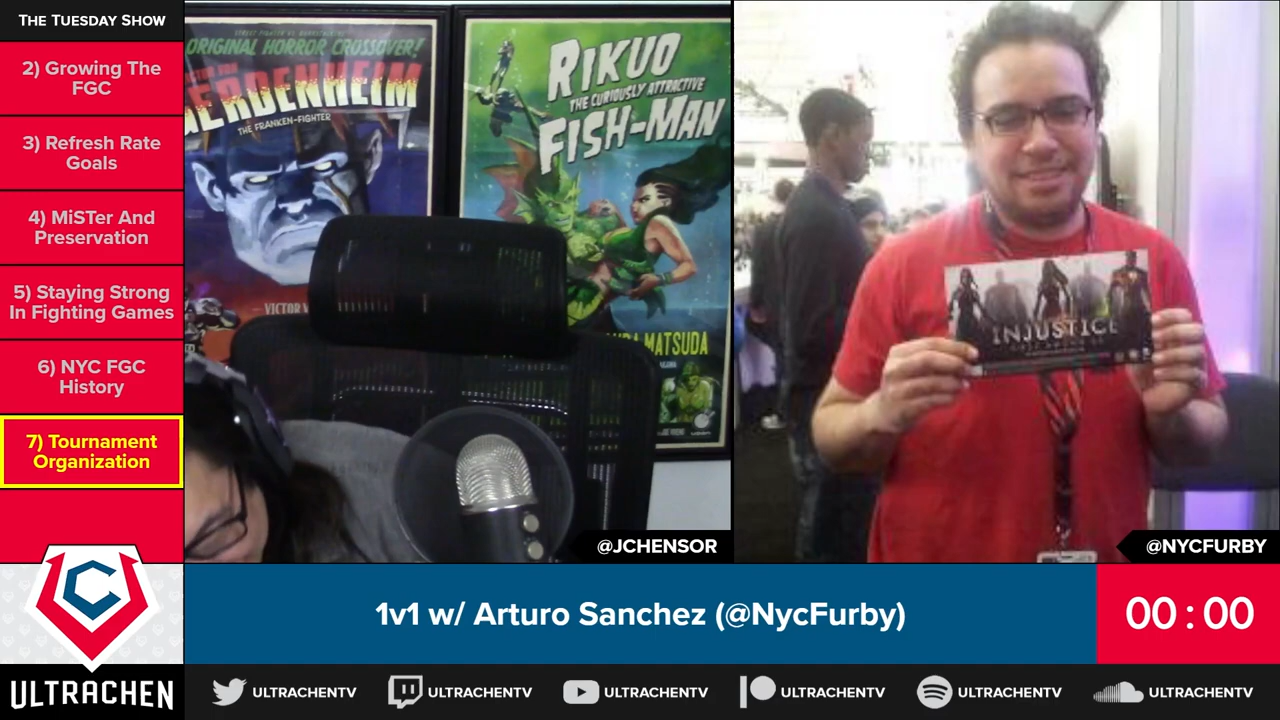 THE TUESDAY SHOW
2) Growing The
FGC
3) Refresh Rate
Goals
4) MiSTer And
Preservation
5) Staying Strong
In Fighting Games
6) NYC FGC
History
7) Tournament
Organization
ORIGINAL HORROR CROSSOVER!
GERDENHEIM
THE FRANKEN-FIGHTER
VICTOR
RIKUO
THE CURIOUSLY ATTRACTIVE
FISH-MAN
MATSUDA
INJUSTICE
@JCHENSOR
@NYCFURBY
1v1 w/ Arturo Sanchez (@NycFurby)
00:00
ULTRACHEN
ULTRACHENTV
ULTRACHENTV
ULTRACHENTV
ULTRACHENTV
ULTRACHENTV
ULTRACHENTV